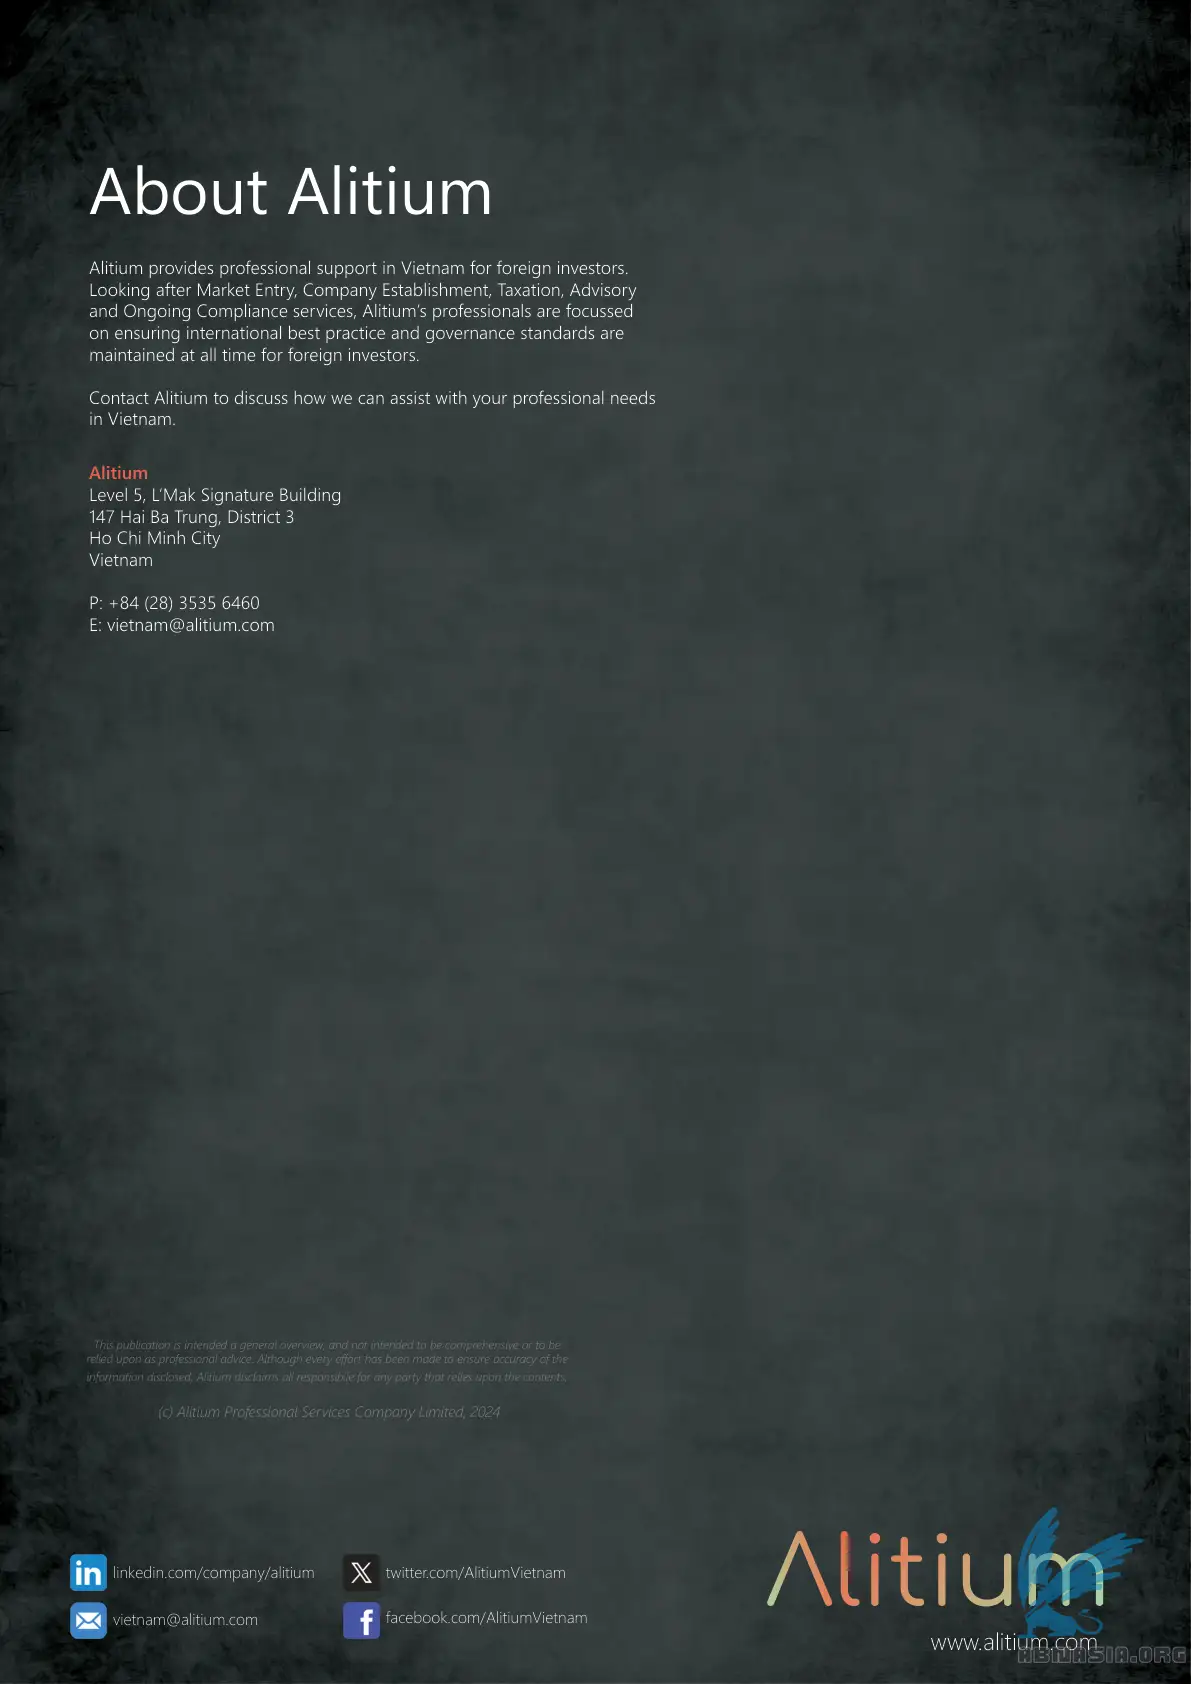 About Alitium
Alitium provides professional support in Vietnam for foreign investors.
Looking after Market Entry, Company Establishment, Taxation, Advisory
and Ongoing Compliance services, Alitium's professionals are focussed
on ensuring international best practice and governance standards are
maintained at all time for foreign investors.
Contact Alitium to discuss how we can assist with your professional needs
in Vietnam.
Alitium
Level 5, L'Mak Signature Building
147 Hai Ba Trung, District 3
Ho Chi Minh City
Vietnam
P: +84 (28) 3535 6460
E: vietnam@alitium.com
This publication is intended a general overview, and not intended to be comprehensive or to be
relied upon as professional advice. Although every effort has been made to ensure accuracy of the
information disclosed, Alitium disclaims all responsibile for any party that relies upon the contents.
(c) Alitium Professional Services Company Limited, 2024
linkedin.com/company/alitium
twitter.com/AlitiumVietnam
vietnam@alitium.com
facebook.com/AlitiumVietnam
Alitium
www.alitium.com
ABNASIA.ORG